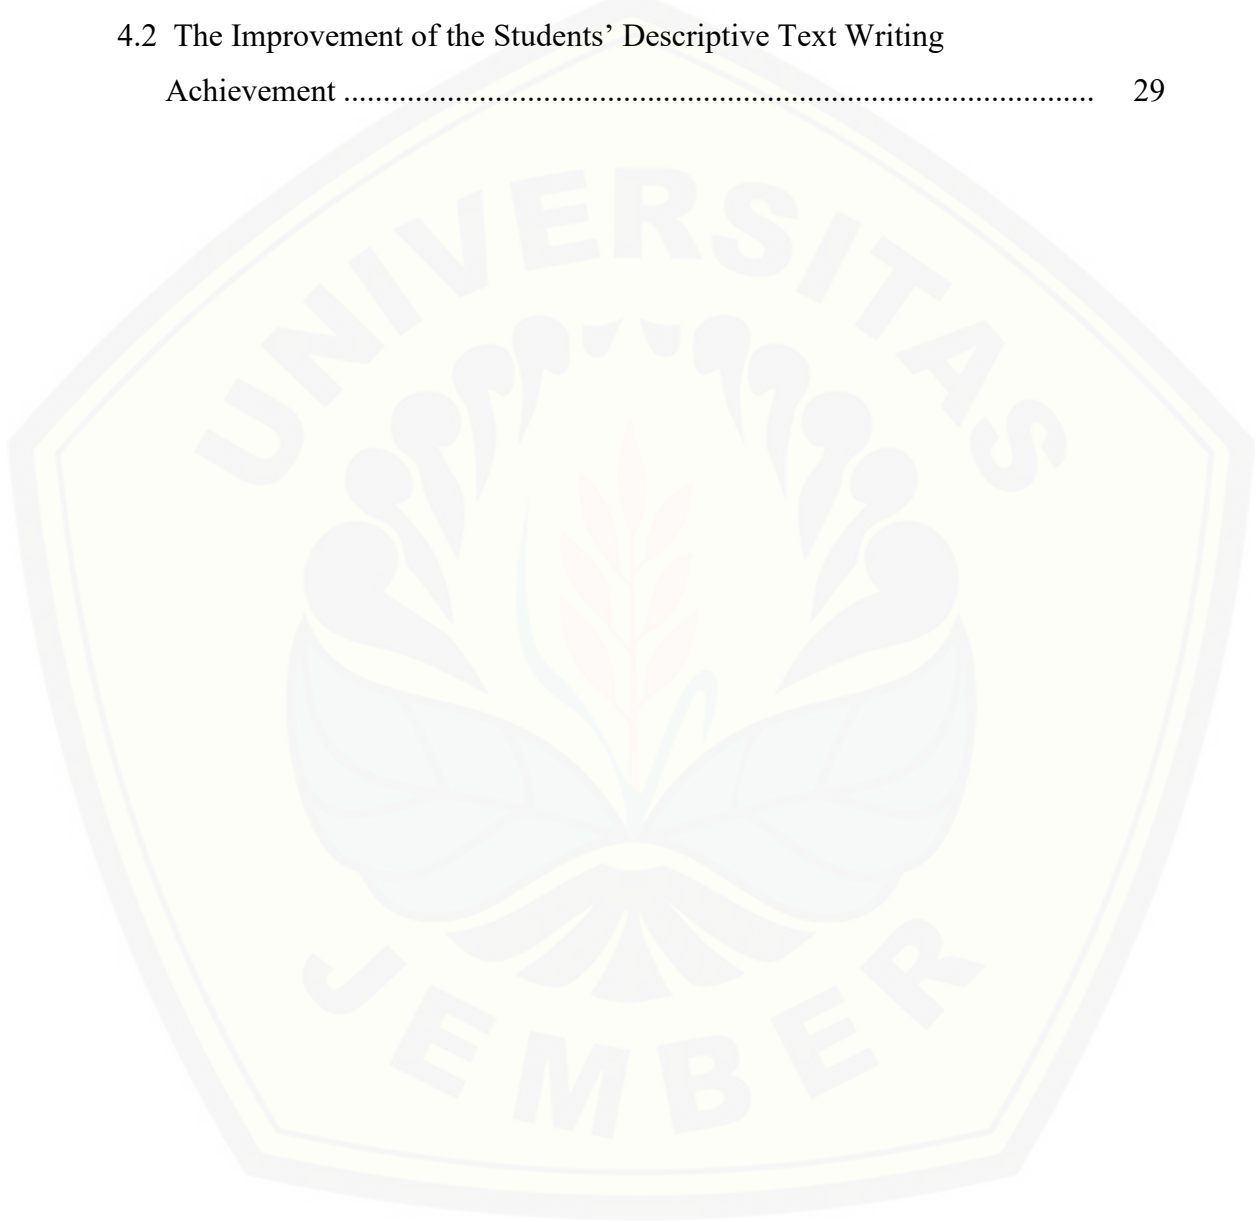 4.2 The Improvement of the Students’ Descriptive Text Writing
Achievement ............................................................................................... 29
UNIVERSITAS
JEMBER